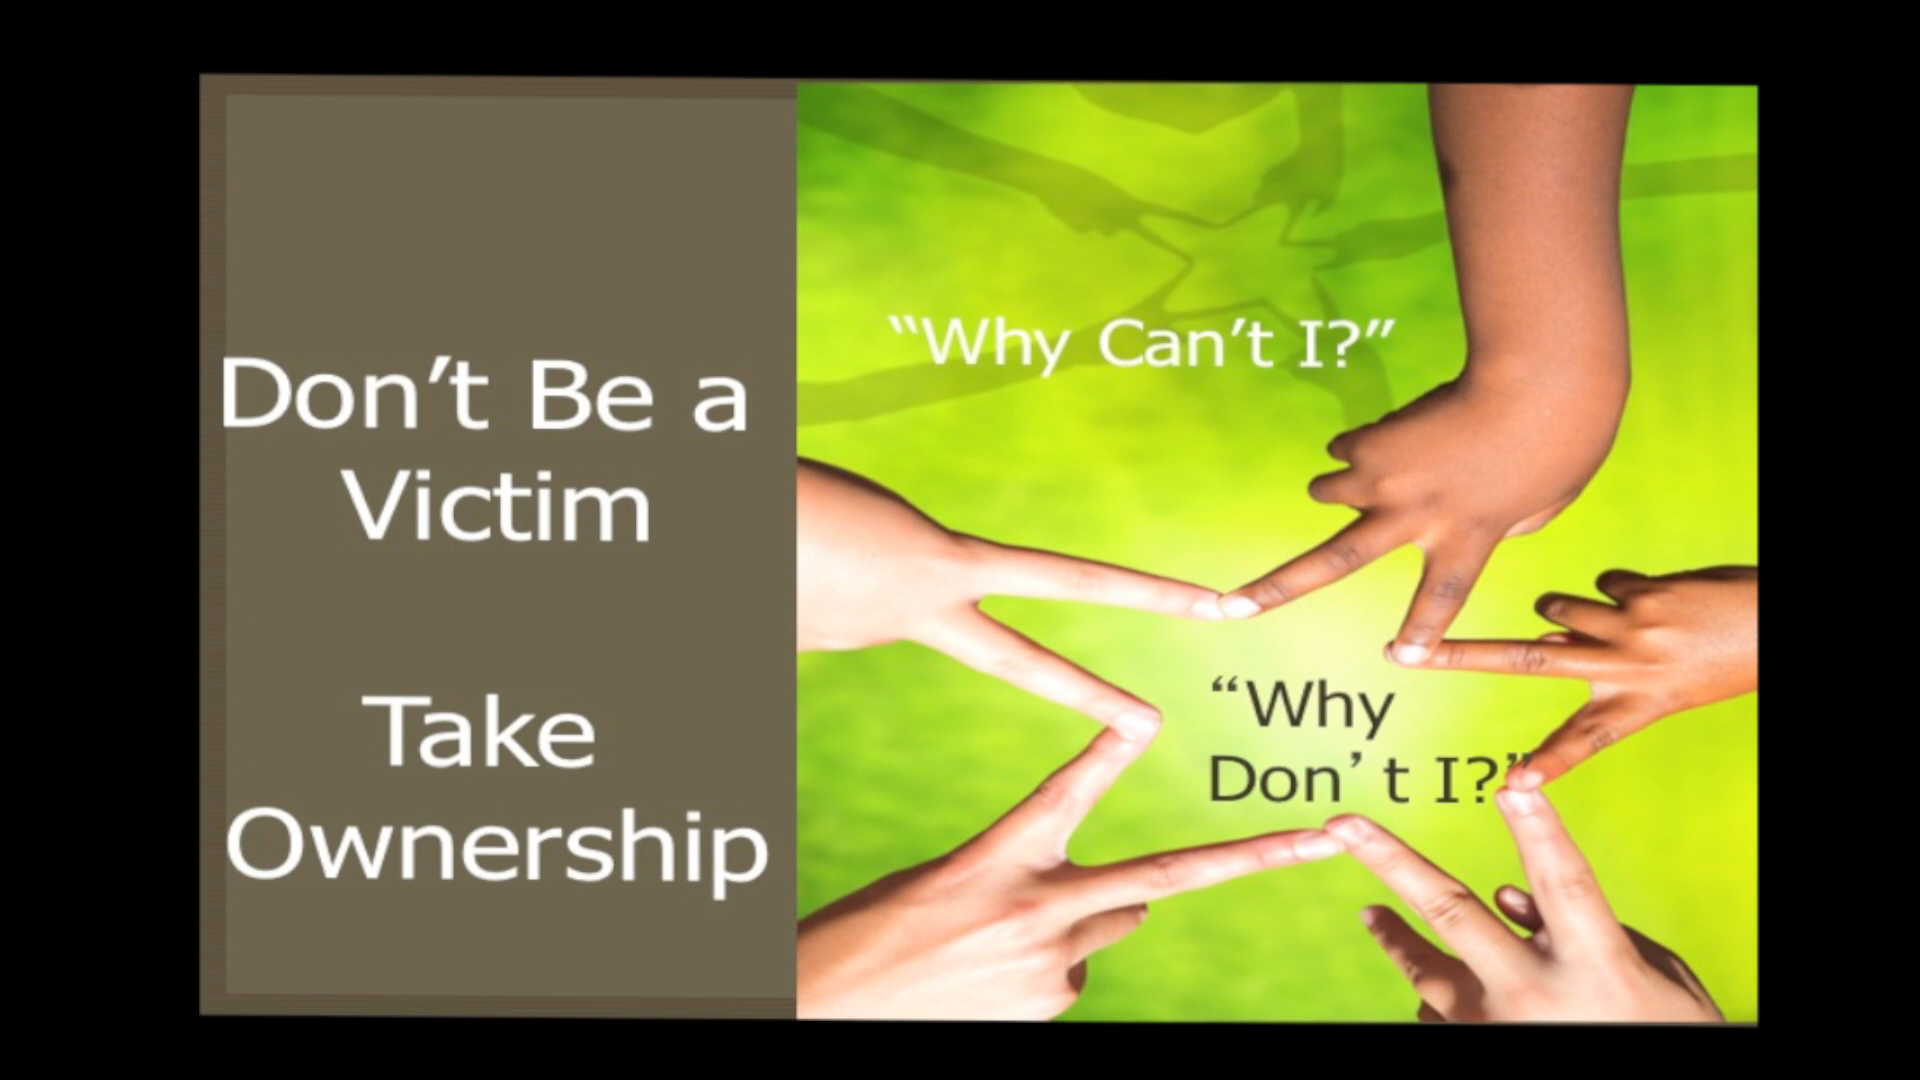 Don’t Be a
Victim
Take
Ownership
“Why Can’t I?”
“Why
Don’t I?”